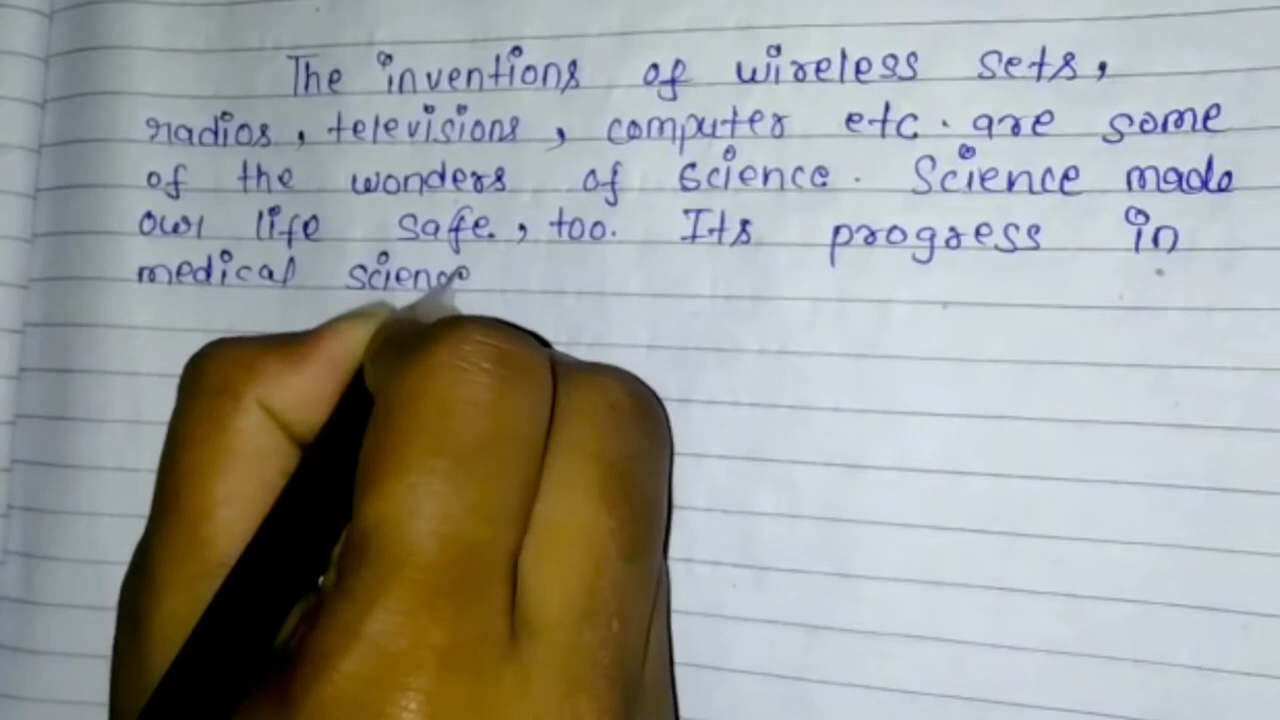 The inventions of wireless sets,
radios, televisions, computer etc. are some
of the wonders of science. Science made
our life safe, too. Its progress in
medical science